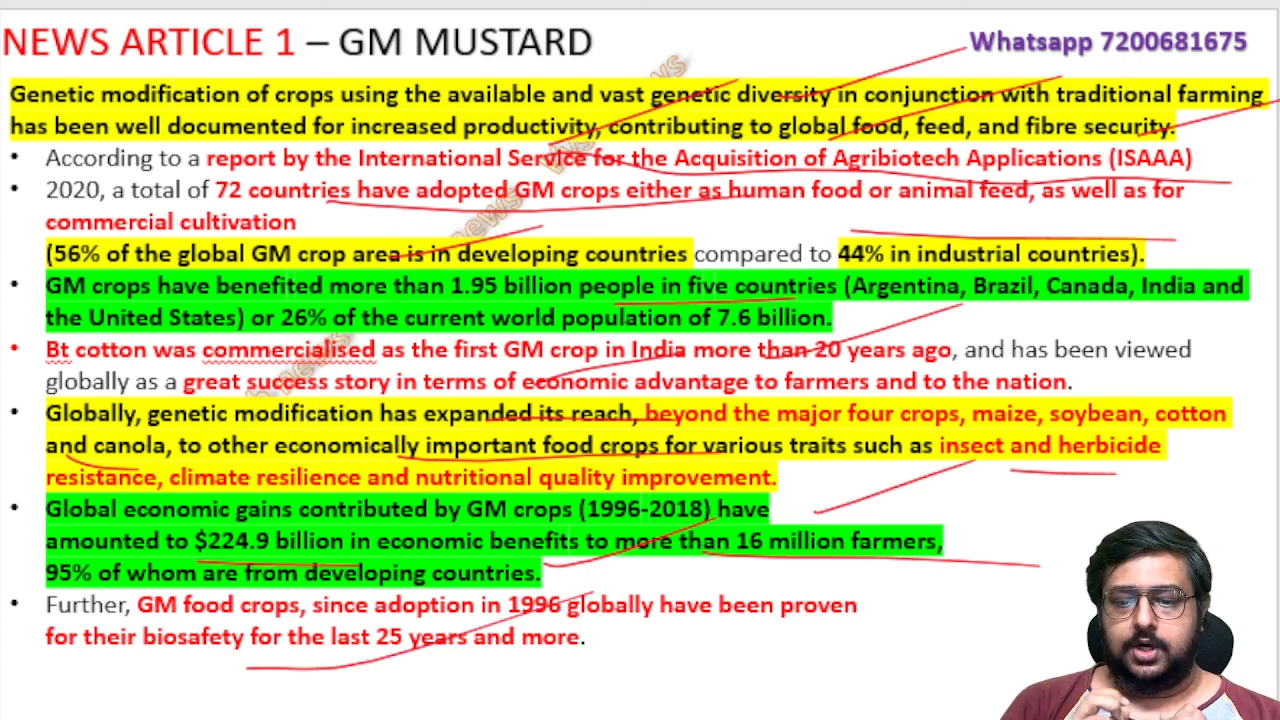 NEWS ARTICLE 1 – GM MUSTARD
Whatsapp 7200681675
Genetic modification of crops using the available and vast genetic diversity in conjunction with traditional farming
has been well documented for increased productivity, contributing to global food, feed, and fibre security.
• According to a report by the International Service for the Acquisition of Agribiotech Applications (ISAAA)
• 2020, a total of 72 countries have adopted GM crops either as human food or animal feed, as well as for
commercial cultivation
(56% of the global GM crop area is in developing countries compared to 44% in industrial countries).
• GM crops have benefited more than 1.95 billion people in five countries (Argentina, Brazil, Canada, India and
the United States) or 26% of the current world population of 7.6 billion.
• Bt cotton was commercialised as the first GM crop in India more than 20 years ago, and has been viewed
globally as a great success story in terms of economic advantage to farmers and to the nation.
• Globally, genetic modification has expanded its reach, beyond the major four crops, maize, soybean, cotton
and canola, to other economically important food crops for various traits such as insect and herbicide
resistance, climate resilience and nutritional quality improvement.
• Global economic gains contributed by GM crops (1996-2018) have
amounted to $224.9 billion in economic benefits to more than 16 million farmers,
95% of whom are from developing countries.
• Further, GM food crops, since adoption in 1996 globally have been proven
for their biosafety for the last 25 years and more.